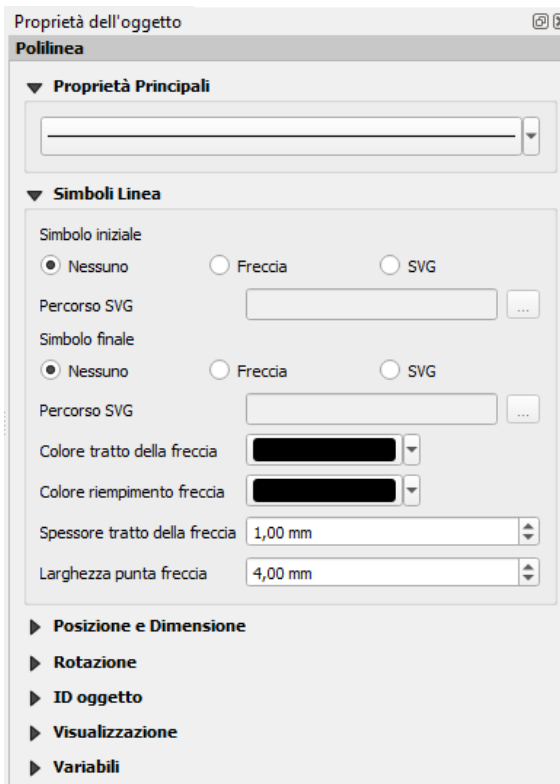 Proprietà dell'oggetto
Polilinea
Proprietà Principali
Simboli Linea
Simbolo iniziale
Nessuno Freccia SVG
Percorso SVG ...
Simbolo finale
Nessuno Freccia SVG
Percorso SVG ...
Colore tratto della freccia
Colore riempimento freccia
Spessore tratto della freccia 1,00 mm
Larghezza punta freccia 4,00 mm
Posizione e Dimensione
Rotazione
ID oggetto
Visualizzazione
Variabili